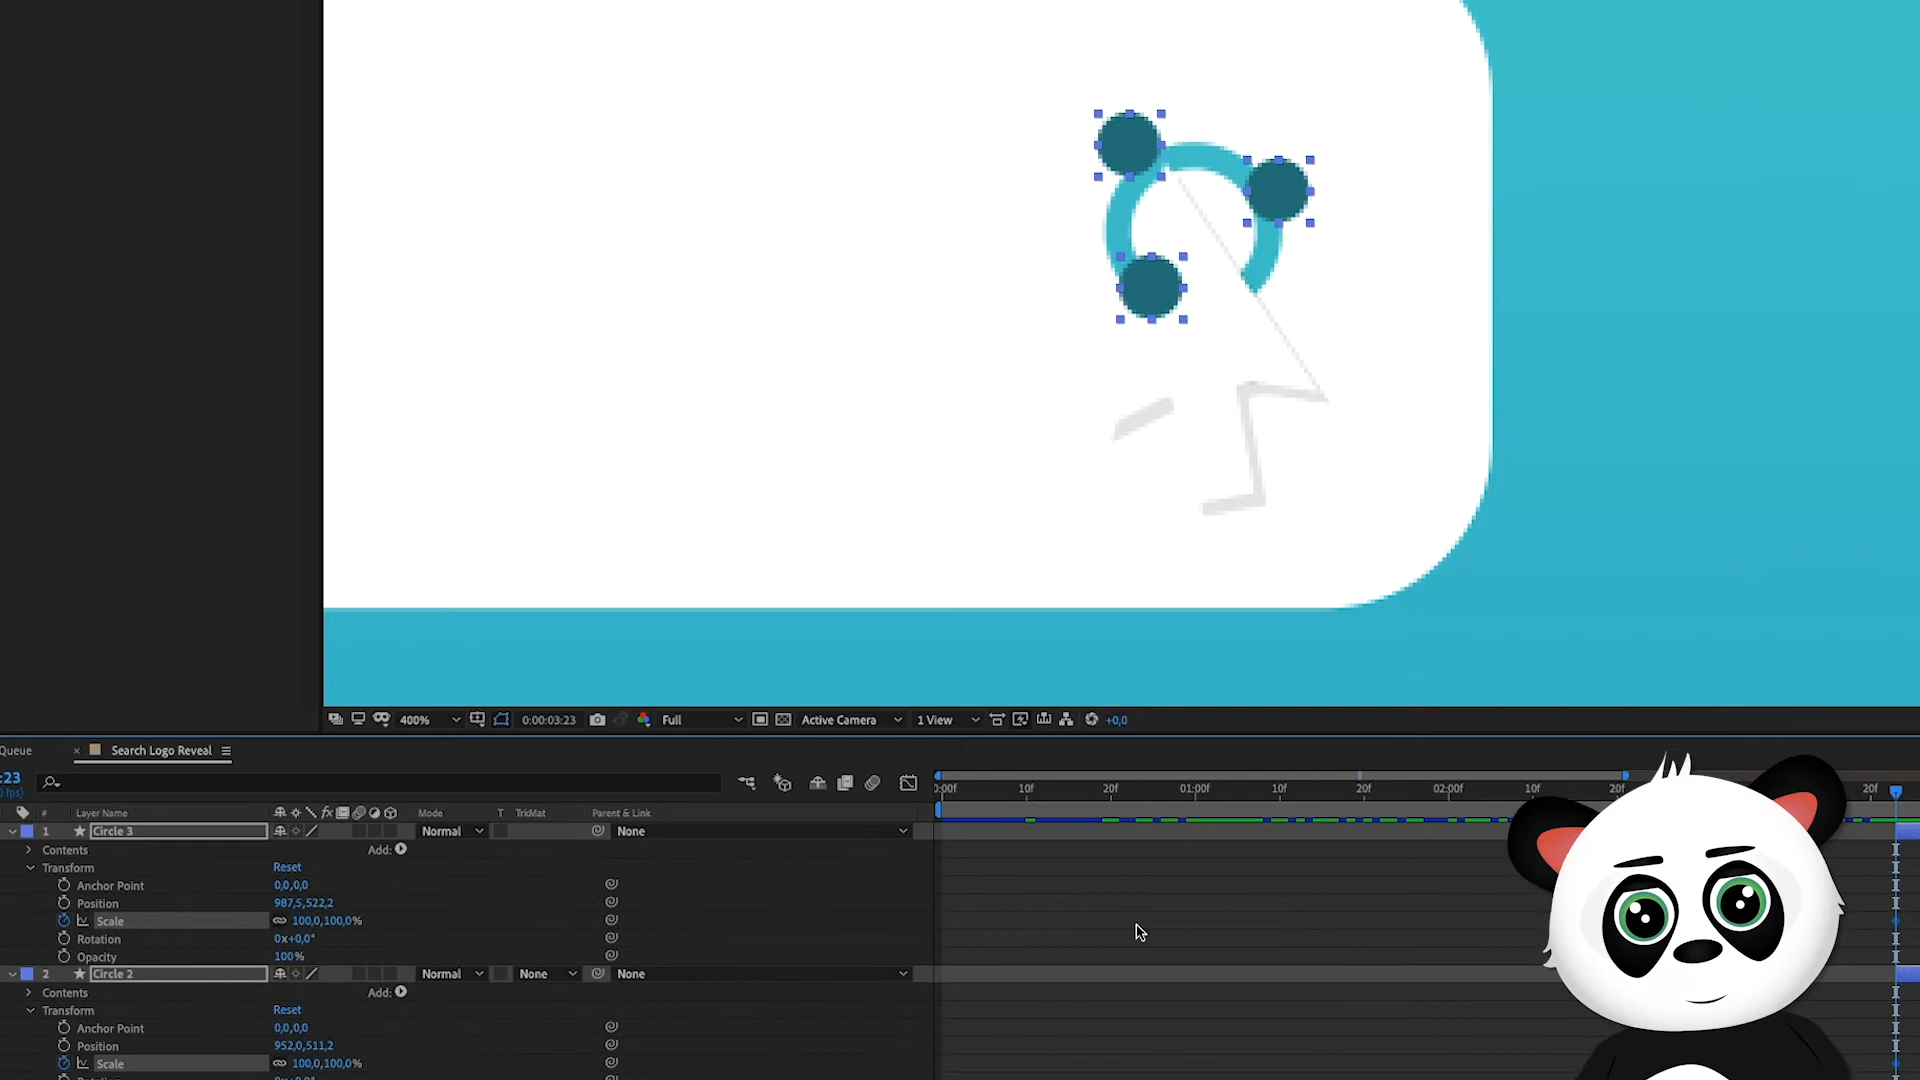 400%
0:00:03:23
Full
Active Camera
1 View
+0,0
Queue
Search Logo Reveal
:23
0 fps)
0:00f
10f
20f
01:00f
10f
20f
02:00f
10f
20f
20f
#
Layer Name
fx
Mode
T
TrkMat
Parent & Link
1
Circle 3
Normal
None
Contents
Add:
Transform
Reset
Anchor Point
0,0,0,0
Position
987,5,522,2
Scale
100,0,100,0%
Rotation
0x+0,0°
Opacity
100%
2
Circle 2
Normal
None
None
Contents
Add:
Transform
Reset
Anchor Point
0,0,0,0
Position
952,0,511,2
Scale
100,0,100,0%